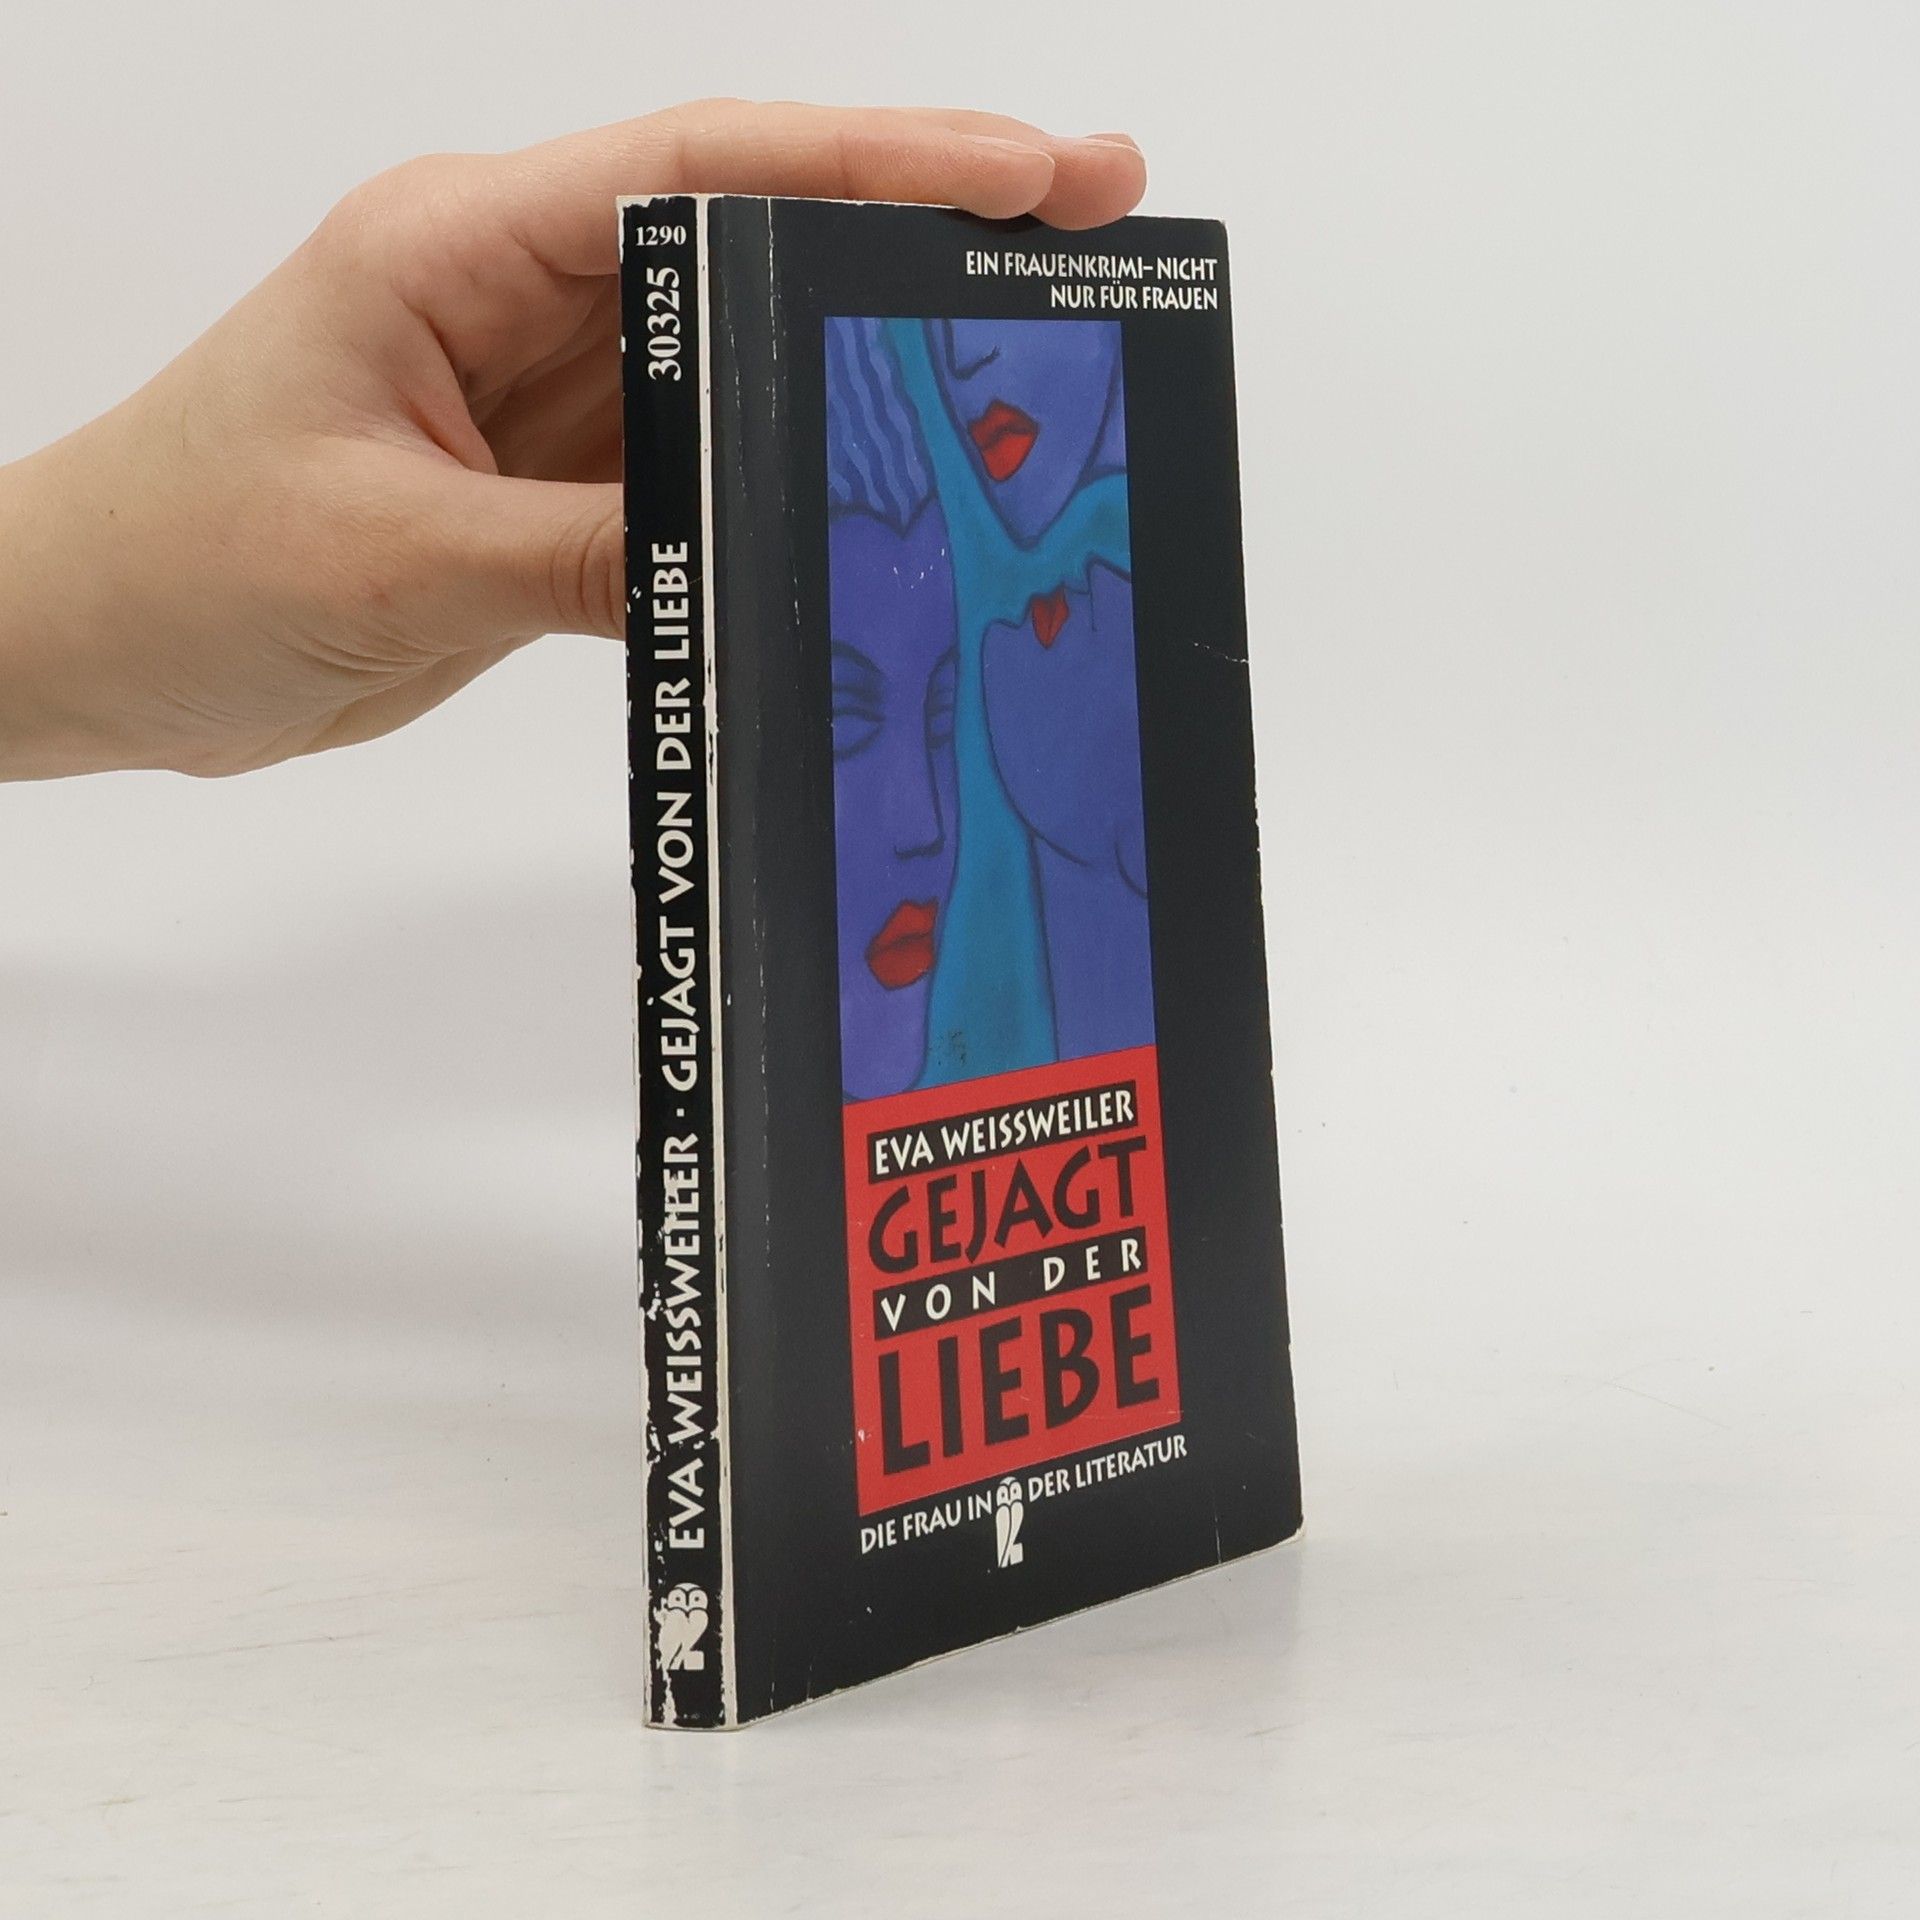 1290
30325
EVA WEISSWEILER · GEJAGT VON DER LIEBE
EIN FRAUENKRIMI–NICHT
NUR FÜR FRAUEN
EVA WEISSWEILER
GEJAGT
VON DER
LIEBE
DIE FRAU IN DER LITERATUR